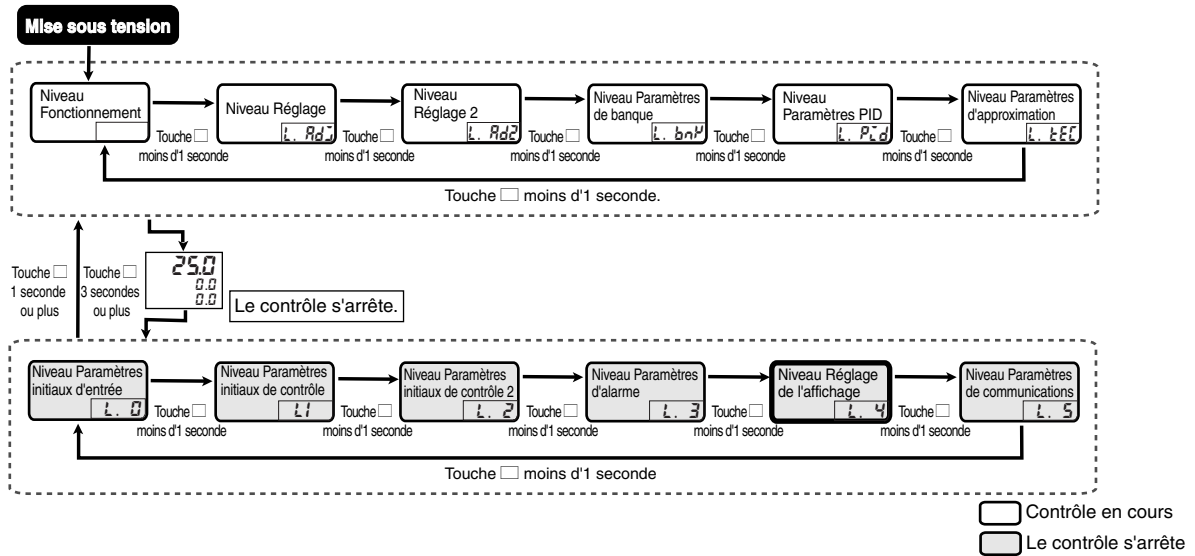 Mise sous tension
Niveau
Fonctionnement
Niveau Réglage
L. AdJ
Niveau
Réglage 2
L. Ad2
Niveau Paramètres
de banque
L. bnK
Niveau
Paramètres PID
L. PId
Niveau Paramètres
d'approximation
L. tEC
Touche □
moins d'1 seconde
Touche □
moins d'1 seconde
Touche □
moins d'1 seconde
Touche □
moins d'1 seconde
Touche □
moins d'1 seconde
Touche □ moins d'1 seconde.
Touche □
1 seconde
ou plus
Touche □
3 secondes
ou plus
25.0
0.0
0.0
Le contrôle s'arrête.
Niveau Paramètres
initiaux d'entrée
L. 0
Niveau Paramètres
initiaux de contrôle
L.1
Niveau Paramètres
initiaux de contrôle 2
L. 2
Niveau Paramètres
d'alarme
L. 3
Niveau Réglage
de l'affichage
L. 4
Niveau Paramètres
de communications
L. 5
Touche □
moins d'1 seconde
Touche □
moins d'1 seconde
Touche □
moins d'1 seconde
Touche □
moins d'1 seconde
Touche □
moins d'1 seconde
Touche □ moins d'1 seconde
Contrôle en cours
Le contrôle s'arrête